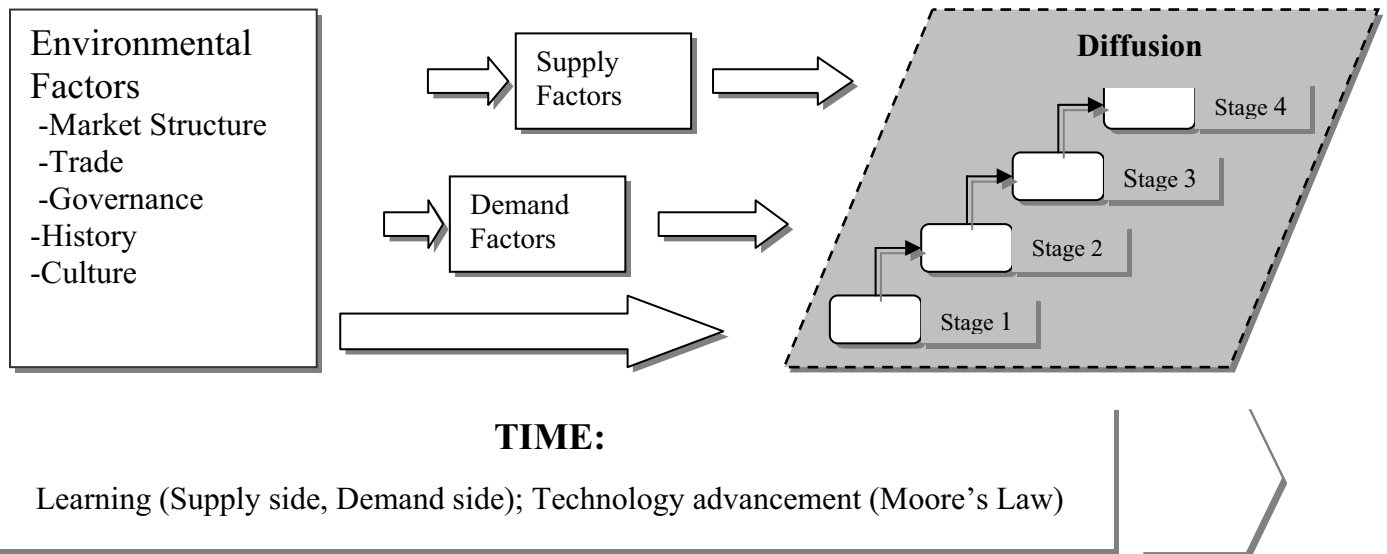 Environmental
Factors
-Market Structure
-Trade
-Governance
-History
-Culture
Supply
Factors
Demand
Factors
Diffusion
Stage 4
Stage 3
Stage 2
Stage 1
TIME:
Learning (Supply side, Demand side); Technology advancement (Moore’s Law)